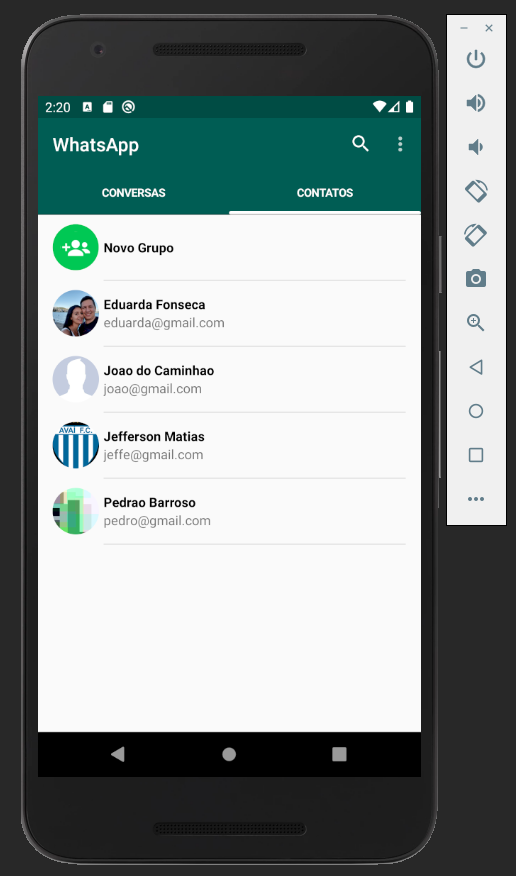 2:20
WhatsApp
CONVERSAS
CONTATOS
Novo Grupo
Eduarda Fonseca
eduarda@gmail.com
Joao do Caminhao
joao@gmail.com
AVAÍ F.C.
Jefferson Matias
jeffe@gmail.com
Pedrao Barroso
pedro@gmail.com